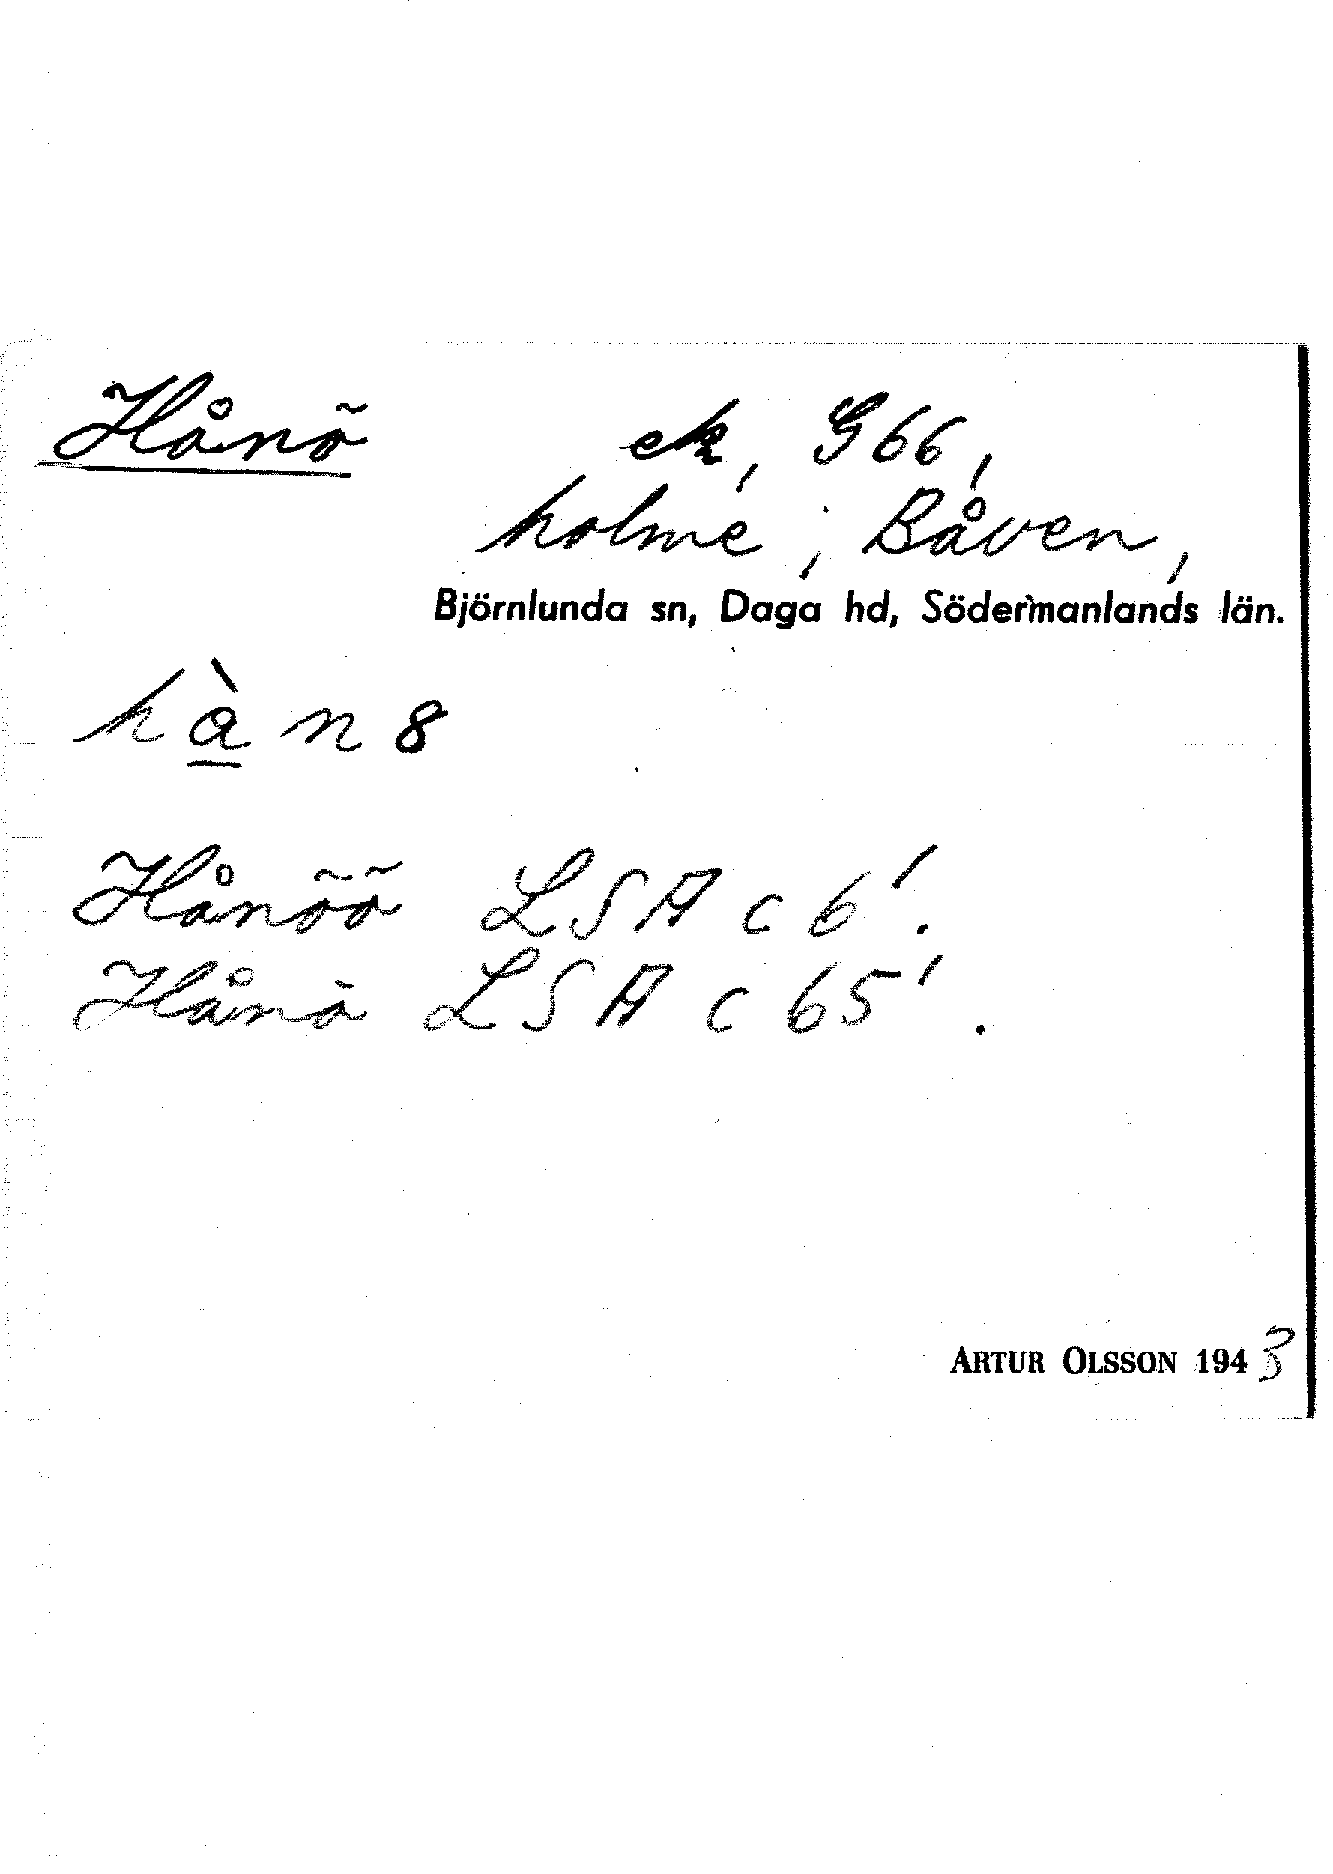 Hånö ek, G66,
holme i Båven,
Björnlunda sn, Daga hd, Södermanlands län.
hàn8
Hånöö LSA c 6'.
Hånö LSA c 65'.
ARTUR OLSSON 1943